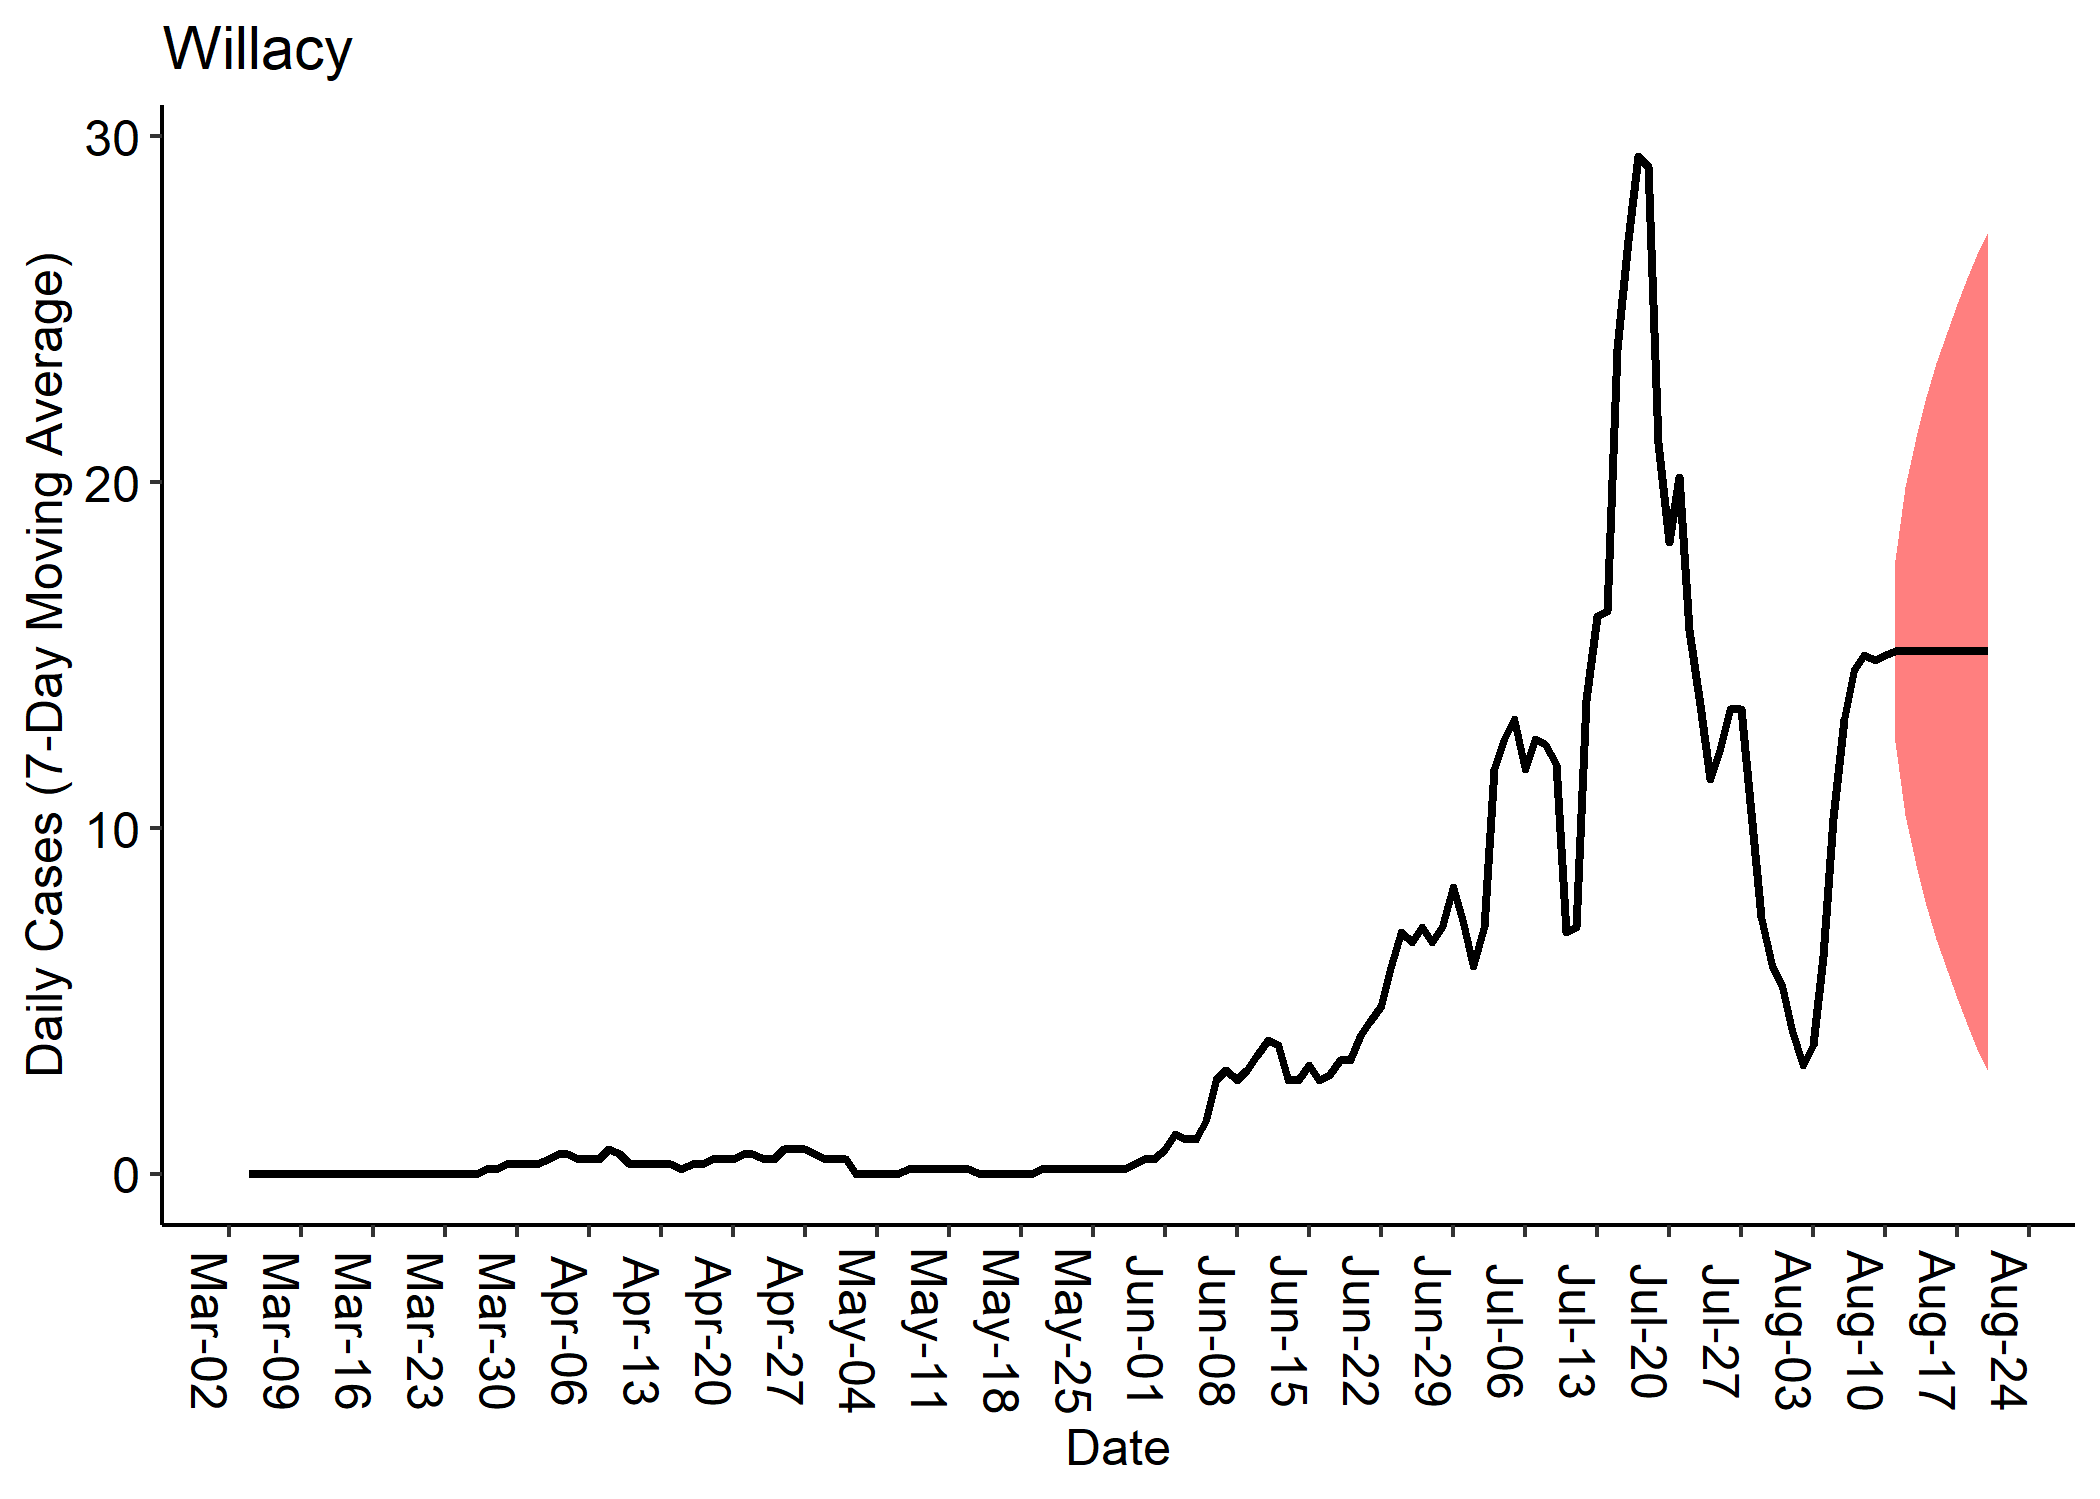 Willacy
Daily Cases (7-Day Moving Average)
30
20
10
0
Mar-02
Mar-09
Mar-16
Mar-23
Mar-30
Apr-06
Apr-13
Apr-20
Apr-27
May-04
May-11
May-18
May-25
Jun-01
Jun-08
Jun-15
Jun-22
Jun-29
Jul-06
Jul-13
Jul-20
Jul-27
Aug-03
Aug-10
Aug-17
Aug-24
Date